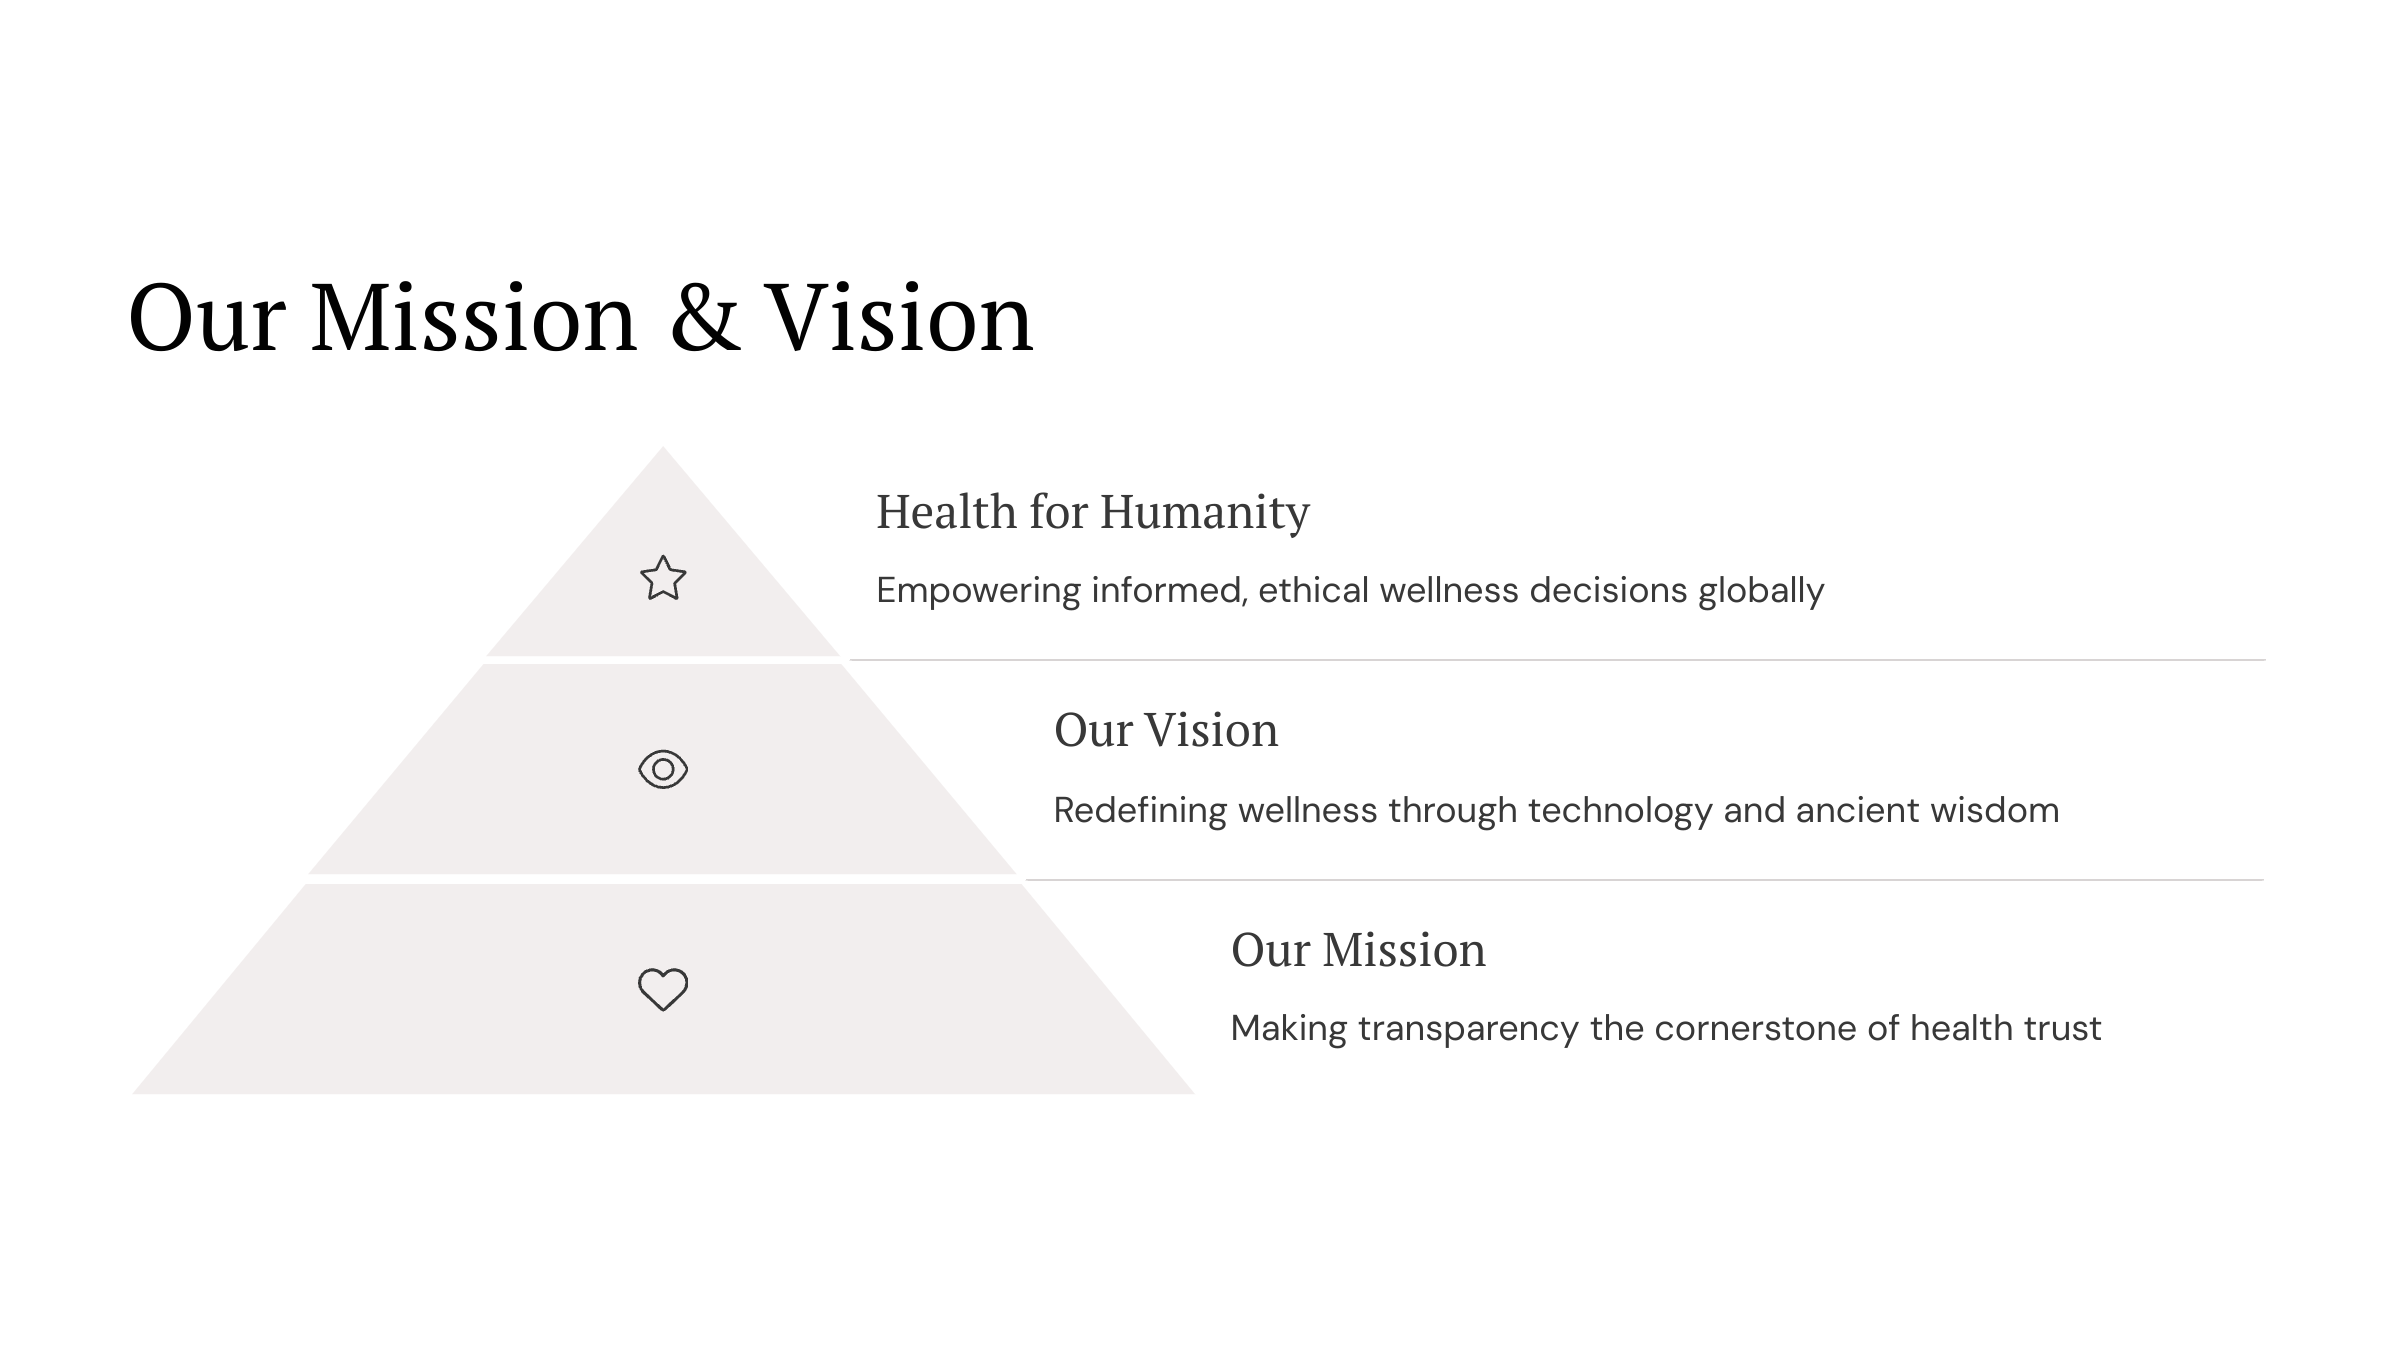 Our Mission & Vision
Health for Humanity
Empowering informed, ethical wellness decisions globally
Our Vision
Redefining wellness through technology and ancient wisdom
Our Mission
Making transparency the cornerstone of health trust